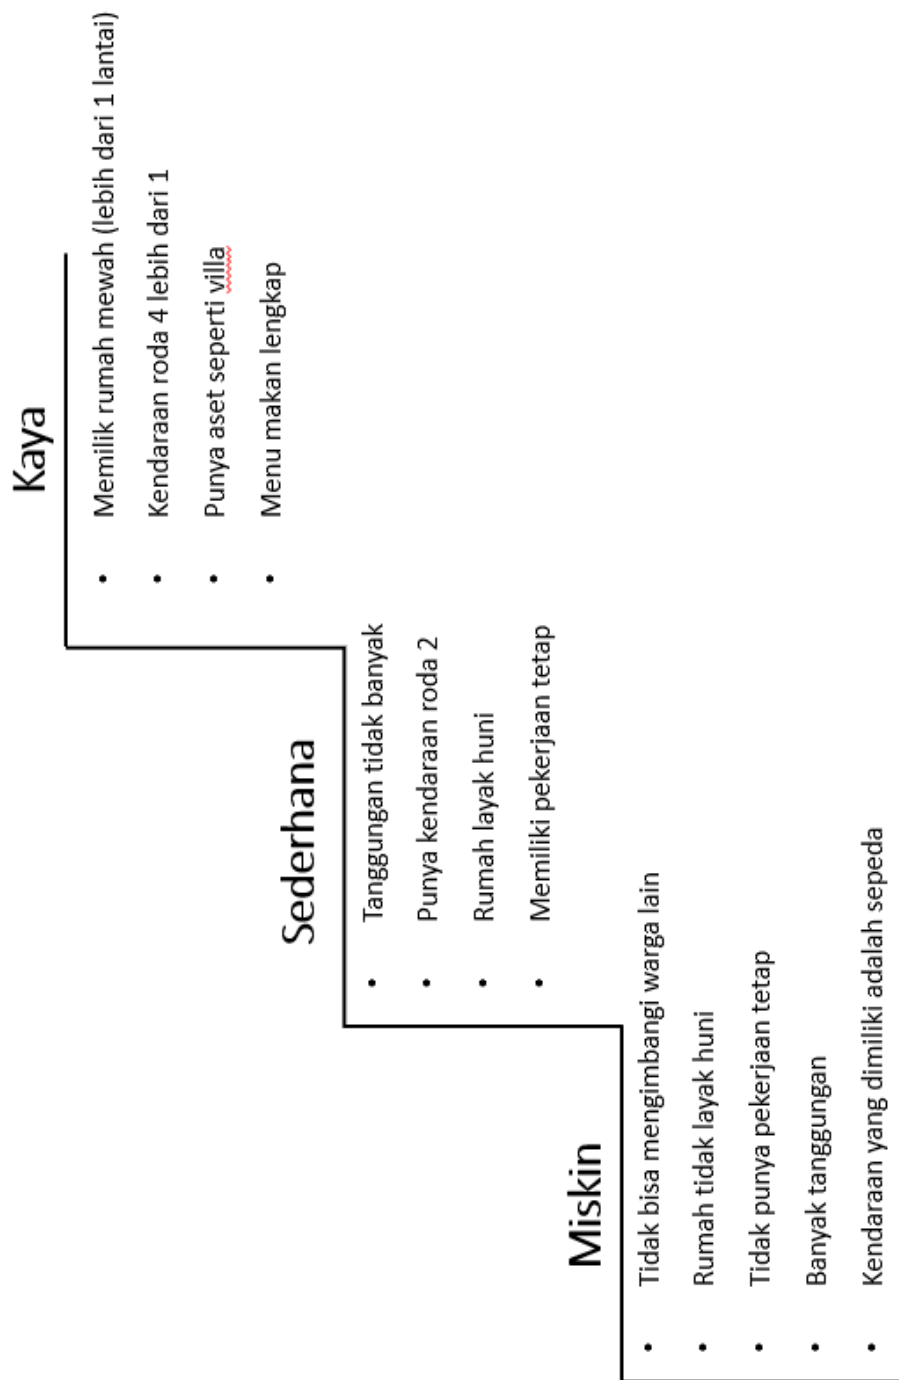 Kaya
• Memilik rumah mewah (lebih dari 1 lantai)
• Kendaraan roda 4 lebih dari 1
• Punya aset seperti villa
• Menu makan lengkap
Sederhana
• Tanggungan tidak banyak
• Punya kendaraan roda 2
• Rumah layak huni
• Memiliki pekerjaan tetap
Miskin
• Tidak bisa mengimbangi warga lain
• Rumah tidak layak huni
• Tidak punya pekerjaan tetap
• Banyak tanggungan
• Kendaraan yang dimiliki adalah sepeda